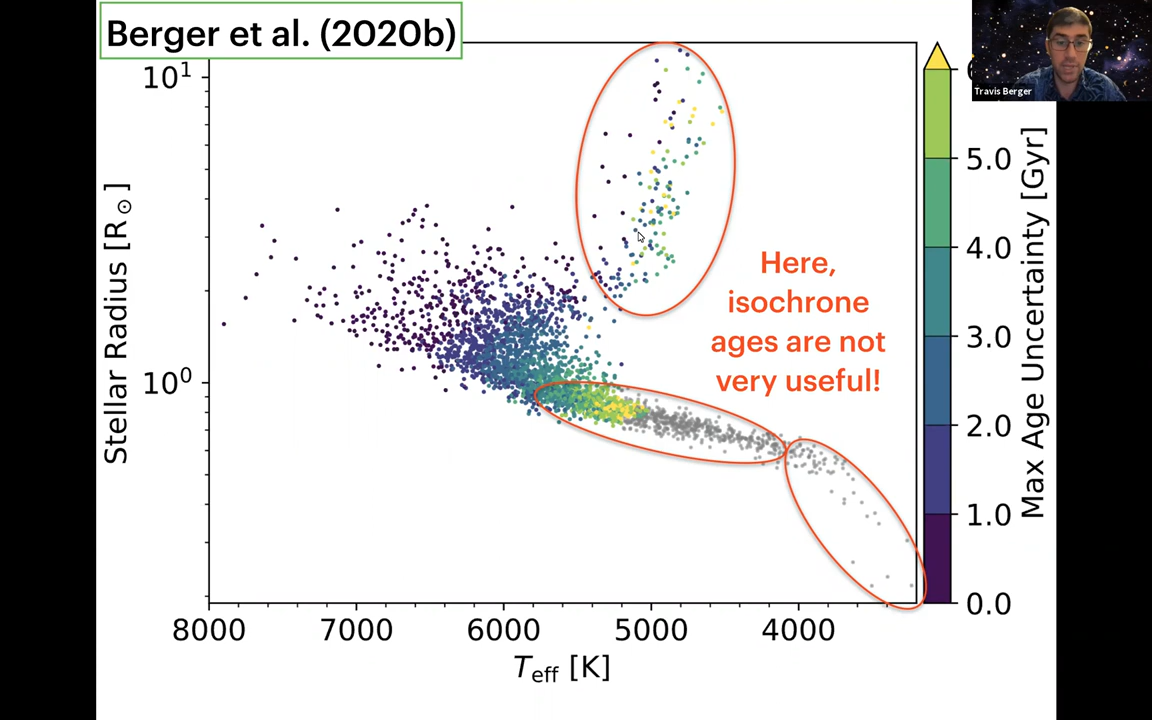 Berger et al. (2020b)
Travis Berger
10¹
10⁰
Stellar Radius [R⊙]
Here,
isochrone
ages are not
very useful!
8000 7000 6000 5000 4000
T_eff [K]
5.0
4.0
3.0
2.0
1.0
0.0
Max Age Uncertainty [Gyr]